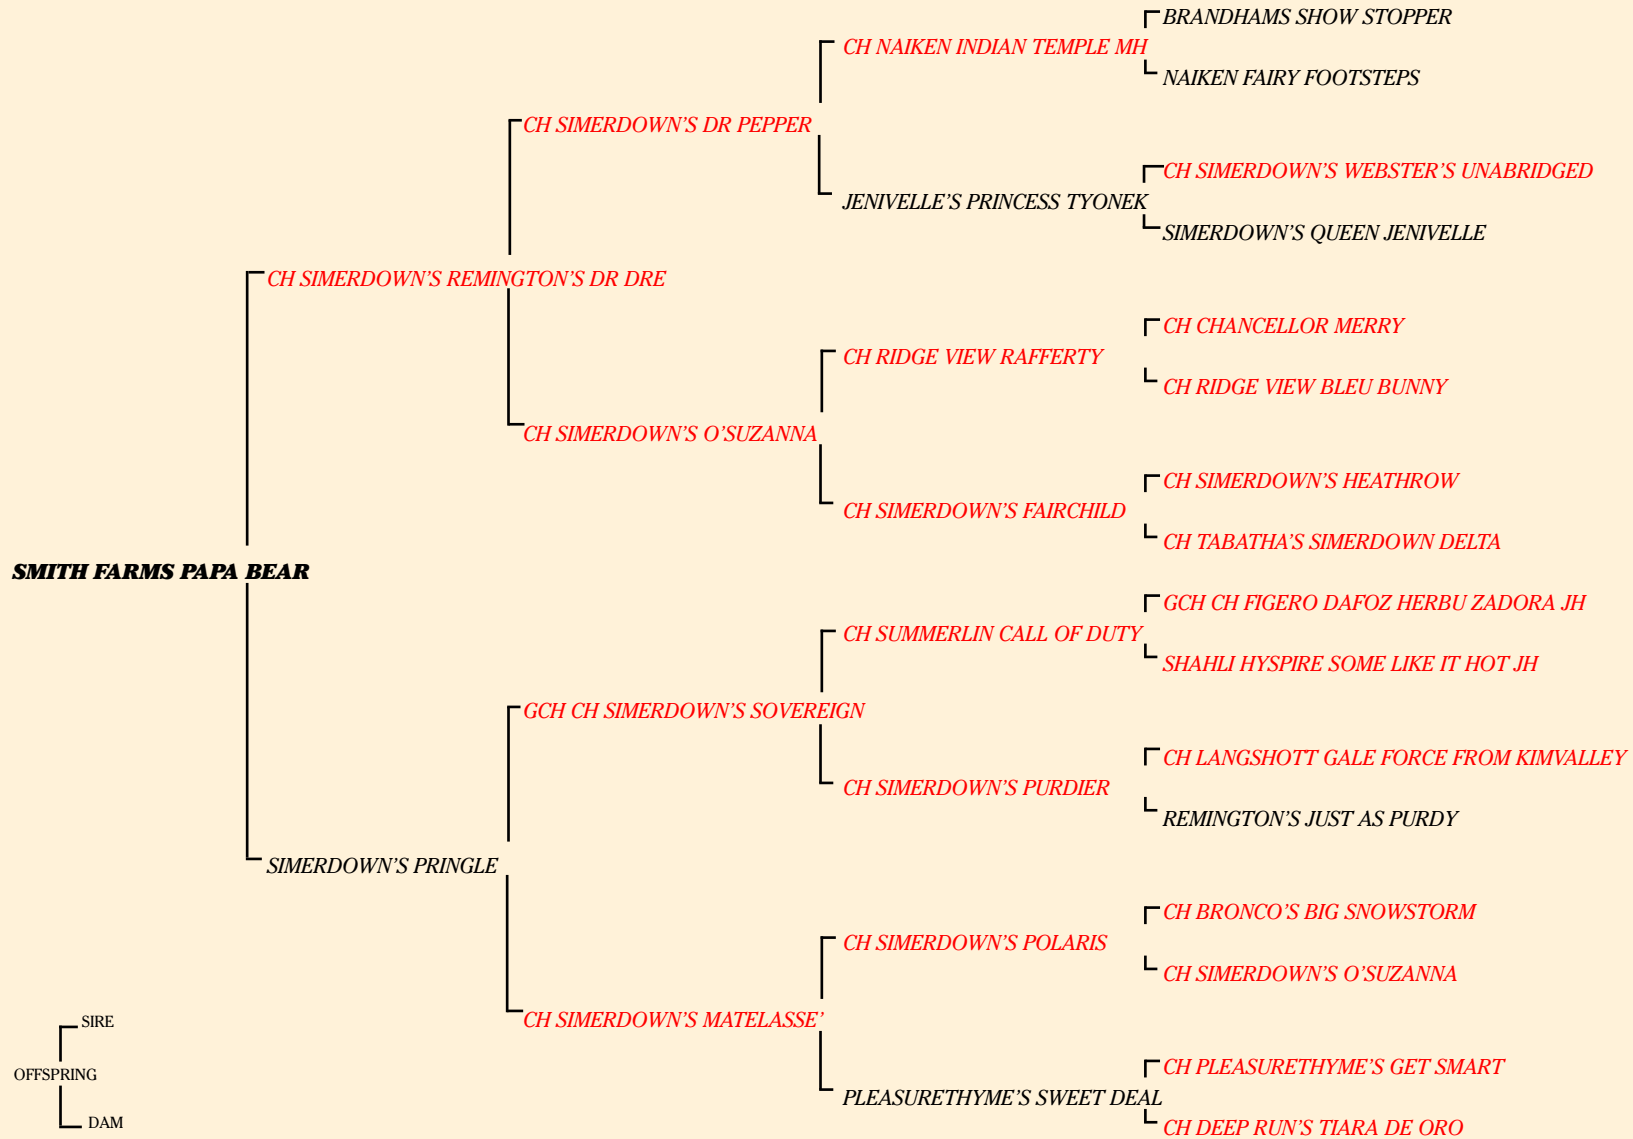 BRANDHAMS SHOW STOPPER
CH NAIKEN INDIAN TEMPLE MH
NAIKEN FAIRY FOOTSTEPS
CH SIMERDOWN'S DR PEPPER
CH SIMERDOWN'S WEBSTER'S UNABRIDGED
JENIVELLE'S PRINCESS TYONEK
SIMERDOWN'S QUEEN JENIVELLE
CH SIMERDOWN'S REMINGTON'S DR DRE
CH CHANCELLOR MERRY
CH RIDGE VIEW RAFFERTY
CH RIDGE VIEW BLEU BUNNY
CH SIMERDOWN'S O'SUZANNA
CH SIMERDOWN'S HEATHROW
CH SIMERDOWN'S FAIRCHILD
CH TABATHA'S SIMERDOWN DELTA
SMITH FARMS PAPA BEAR
GCH CH FIGERO DAFOZ HERBU ZADORA JH
CH SUMMERLIN CALL OF DUTY
SHAHLI HYSPIRE SOME LIKE IT HOT JH
GCH CH SIMERDOWN'S SOVEREIGN
CH LANGSHOTT GALE FORCE FROM KIMVALLEY
CH SIMERDOWN'S PURDIER
REMINGTON'S JUST AS PURDY
SIMERDOWN'S PRINGLE
CH BRONCO'S BIG SNOWSTORM
CH SIMERDOWN'S POLARIS
CH SIMERDOWN'S O'SUZANNA
CH SIMERDOWN'S MATELASSE'
CH PLEASURETHYME'S GET SMART
PLEASURETHYME'S SWEET DEAL
CH DEEP RUN'S TIARA DE ORO
SIRE
OFFSPRING
DAM